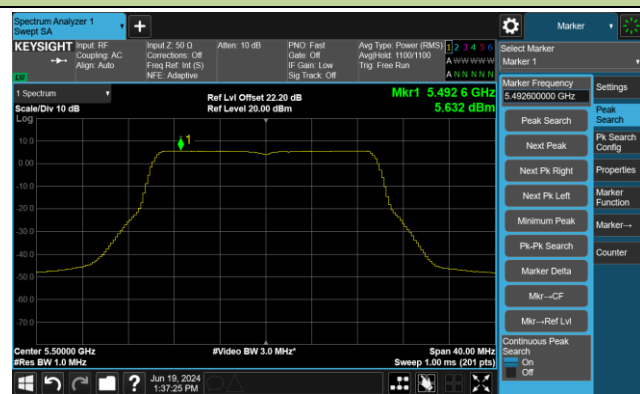 Spectrum Analyzer 1
Swept SA
Marker
KEYSIGHT
Input: RF
Coupling: AC
Align: Auto
Input Z: 50 Ω
Corrections: Off
Freq Ref: Int (S)
NFE: Adaptive
Atten: 10 dB
PNO: Fast
Gate: Off
IF Gain: Low
Sig Track: Off
Avg Type: Power (RMS)
Avg|Hold: 1100/1100
Trig: Free Run
1 2 3 4 5 6
A W W W W W
A N N N N N
LXI
Select Marker
Marker 1
1 Spectrum
Scale/Div 10 dB
Log
Ref Lvl Offset 22.20 dB
Ref Level 20.00 dBm
Mkr1 5.492 6 GHz
5.632 dBm
10.0
0.00
-10.0
-20.0
-30.0
-40.0
-50.0
-60.0
-70.0
1
Center 5.50000 GHz
#Res BW 1.0 MHz
#Video BW 3.0 MHz*
Span 40.00 MHz
Sweep 1.00 ms (201 pts)
Marker Frequency
5.492600000 GHz
Peak Search
Next Peak
Next Pk Right
Next Pk Left
Minimum Peak
Pk-Pk Search
Marker Delta
Mkr→CF
Mkr→Ref Lvl
Continuous Peak
Search
On
Off
Settings
Peak
Search
Pk Search
Config
Properties
Marker
Function
Marker→
Counter
?
Jun 19, 2024
1:37:25 PM